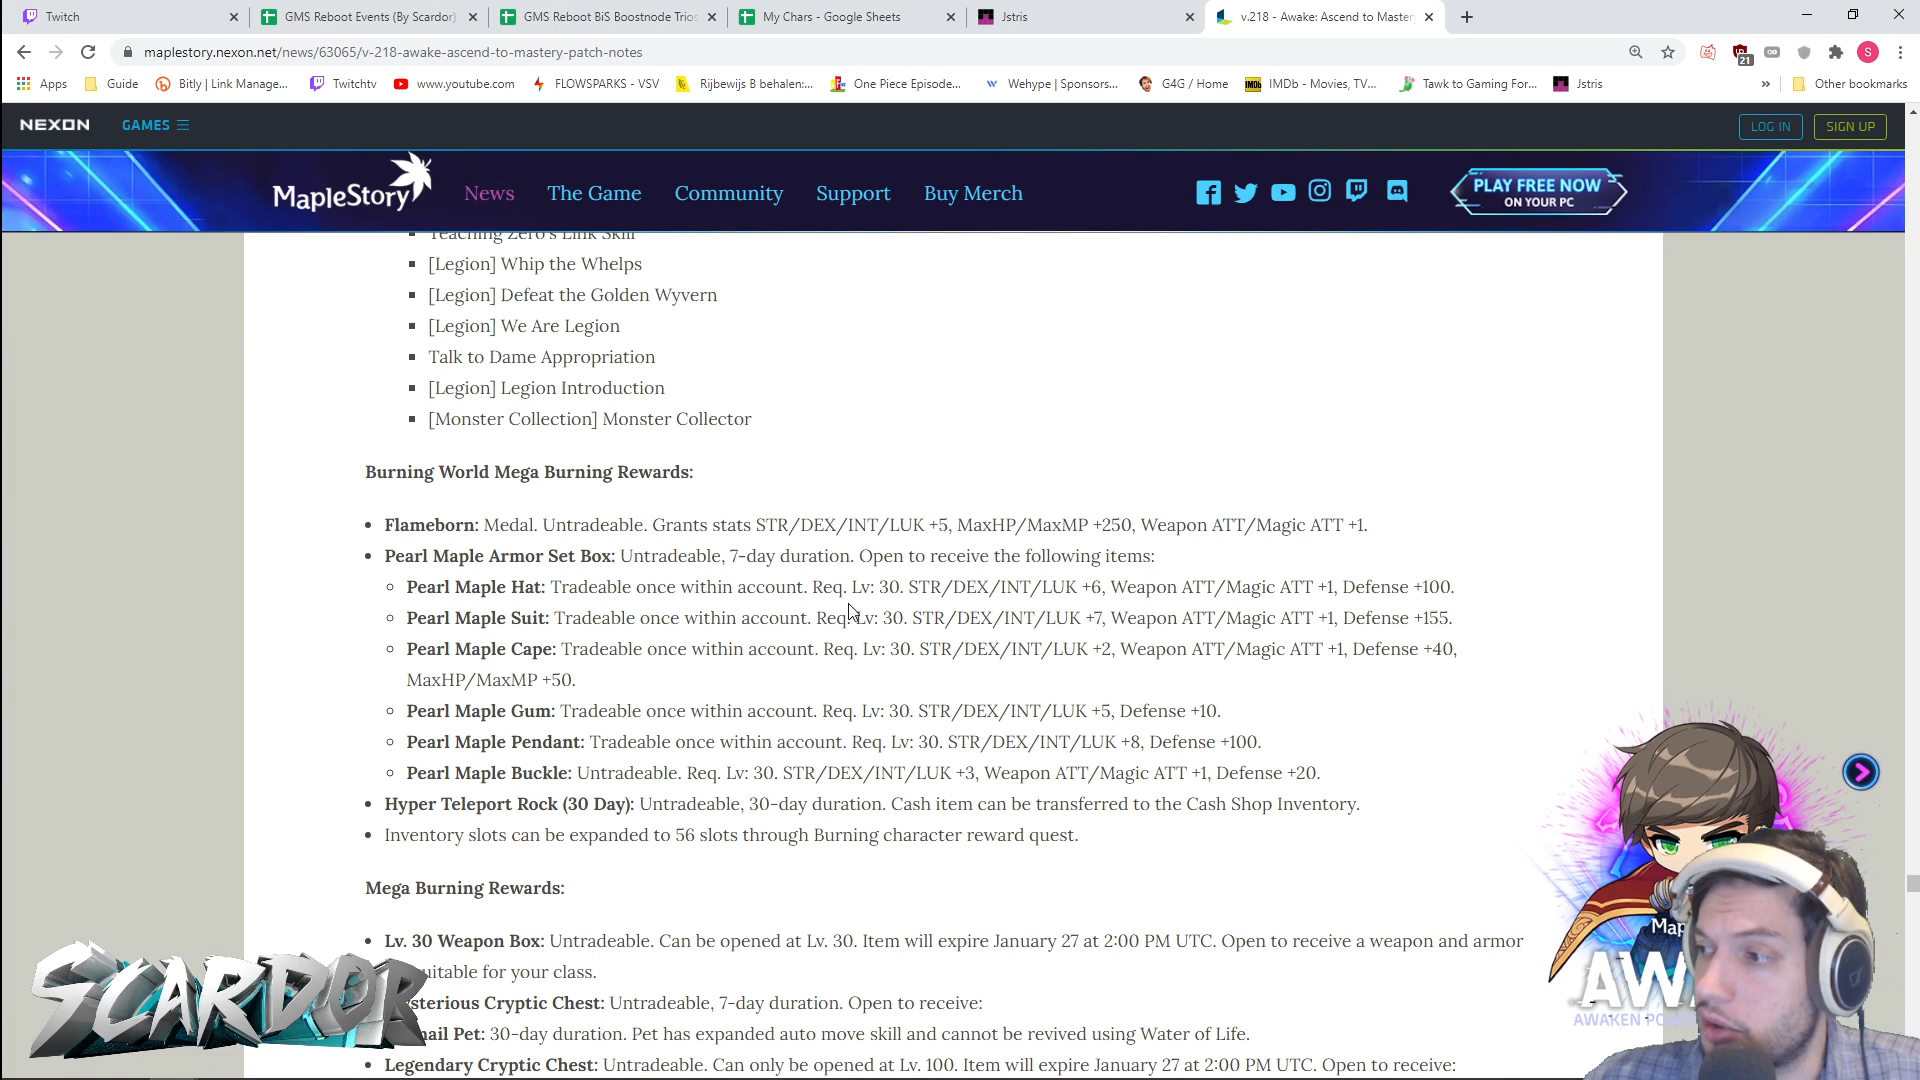 Twitch
GMS Reboot Events (By Scardor)
GMS Reboot BiS Boostnode Trios
My Chars - Google Sheets
Jstris
v.218 - Awake: Ascend to Master
maplestory.nexon.net/news/63065/v-218-awake-ascend-to-mastery-patch-notes
21
S
Apps
Guide
Bitly | Link Manage...
Twitchtv
www.youtube.com
FLOWSPARKS - VSV
Rijbewijs B behalen:...
One Piece Episode...
Wehype | Sponsors...
G4G / Home
IMDb - Movies, TV...
Tawk to Gaming For...
Jstris
»
Other bookmarks
NEXON
GAMES
LOG IN
SIGN UP
MapleStory
News
The Game
Community
Support
Buy Merch
PLAY FREE NOW
ON YOUR PC
Teaching Zero's Link Skill
[Legion] Whip the Whelps
[Legion] Defeat the Golden Wyvern
[Legion] We Are Legion
Talk to Dame Appropriation
[Legion] Legion Introduction
[Monster Collection] Monster Collector
Burning World Mega Burning Rewards:
Flameborn: Medal. Untradeable. Grants stats STR/DEX/INT/LUK +5, MaxHP/MaxMP +250, Weapon ATT/Magic ATT +1.
Pearl Maple Armor Set Box: Untradeable, 7-day duration. Open to receive the following items:
Pearl Maple Hat: Tradeable once within account. Req. Lv: 30. STR/DEX/INT/LUK +6, Weapon ATT/Magic ATT +1, Defense +100.
Pearl Maple Suit: Tradeable once within account. Req. Lv: 30. STR/DEX/INT/LUK +7, Weapon ATT/Magic ATT +1, Defense +155.
Pearl Maple Cape: Tradeable once within account. Req. Lv: 30. STR/DEX/INT/LUK +2, Weapon ATT/Magic ATT +1, Defense +40,
MaxHP/MaxMP +50.
Pearl Maple Gum: Tradeable once within account. Req. Lv: 30. STR/DEX/INT/LUK +5, Defense +10.
Pearl Maple Pendant: Tradeable once within account. Req. Lv: 30. STR/DEX/INT/LUK +8, Defense +100.
Pearl Maple Buckle: Untradeable. Req. Lv: 30. STR/DEX/INT/LUK +3, Weapon ATT/Magic ATT +1, Defense +20.
Hyper Teleport Rock (30 Day): Untradeable, 30-day duration. Cash item can be transferred to the Cash Shop Inventory.
Inventory slots can be expanded to 56 slots through Burning character reward quest.
Mega Burning Rewards:
Lv. 30 Weapon Box: Untradeable. Can be opened at Lv. 30. Item will expire January 27 at 2:00 PM UTC. Open to receive a weapon and armor
uitable for your class.
sterious Cryptic Chest: Untradeable, 7-day duration. Open to receive:
nail Pet: 30-day duration. Pet has expanded auto move skill and cannot be revived using Water of Life.
Legendary Cryptic Chest: Untradeable. Can only be opened at Lv. 100. Item will expire January 27 at 2:00 PM UTC. Open to receive:
SCARDOR
Map
AWA
AWAKEN PO